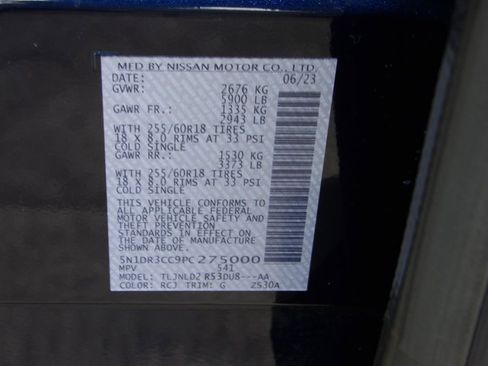 MFD BY NISSAN MOTOR CO., LTD.
DATE: 06/23
GVWR: 2676 KG
5900 LB
GAWR FR.: 1335 KG
2943 LB
WITH 255/60R18 TIRES
18 X 8.0 RIMS AT 33 PSI
COLD SINGLE
GAWR RR.: 1530 KG
3373 LB
WITH 255/60R18 TIRES
18 X 8.0 RIMS AT 33 PSI
COLD SINGLE
THIS VEHICLE CONFORMS TO
ALL APPLICABLE FEDERAL
MOTOR VEHICLE SAFETY AND
THEFT PREVENTION
STANDARDS IN EFFECT ON
THE DATE OF MANUFACTURE
SHOWN ABOVE.
5N1DR3CC9PC275000
MPV 541
MODEL: TLJNLD2 R53DU8---AA
COLOR: RCJ TRIM: G Z530A